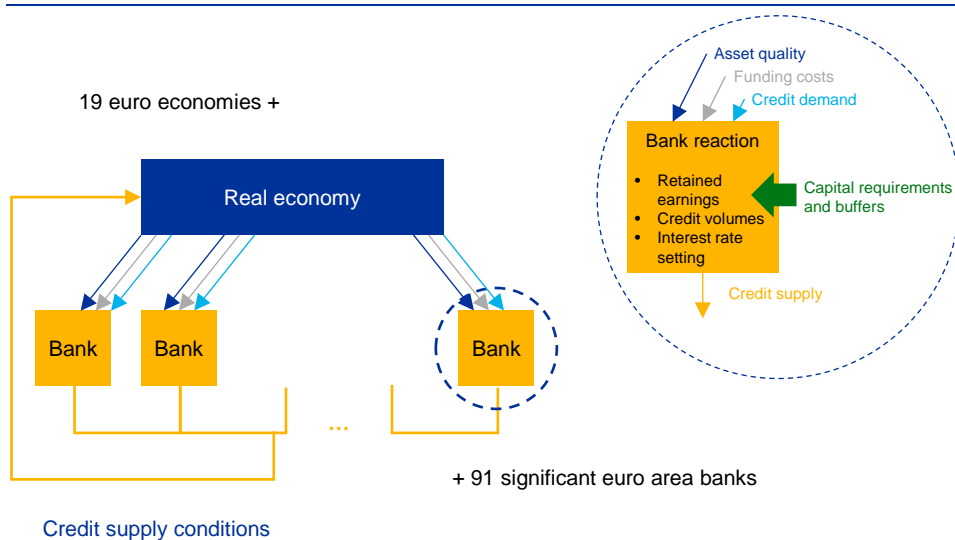 19 euro economies +
Real economy
Bank
Bank
Bank
...
+ 91 significant euro area banks
Credit supply conditions
Asset quality
Funding costs
Credit demand
Bank reaction
• Retained
earnings
• Credit volumes
• Interest rate
setting
Capital requirements
and buffers
Credit supply